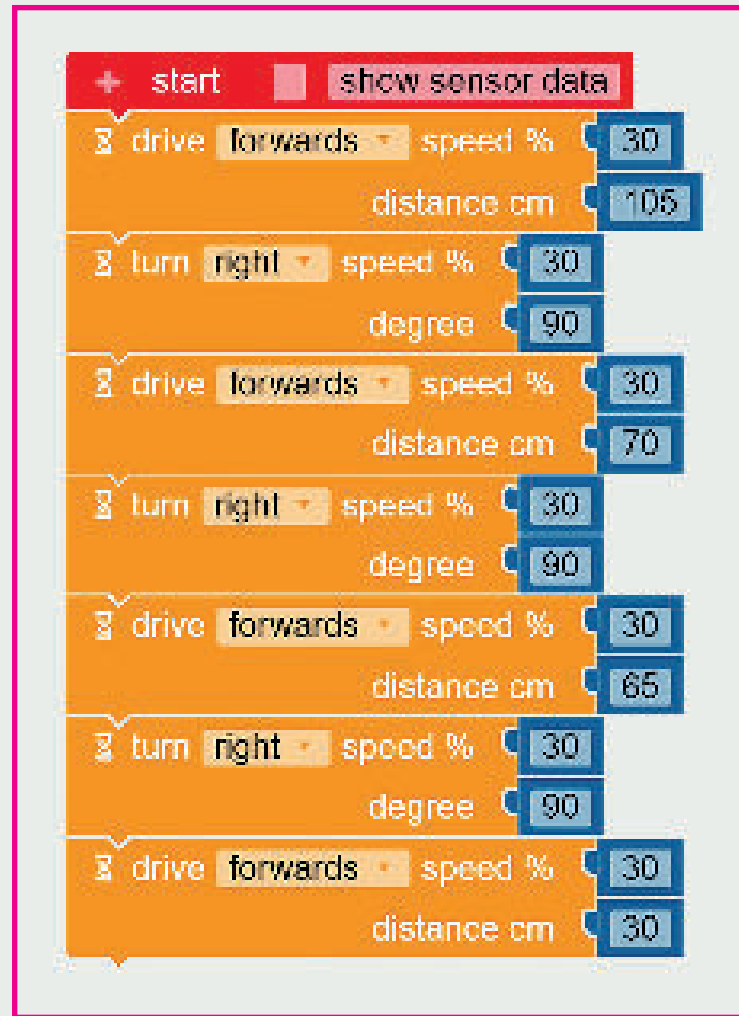 + start show sensor data
drive forwards speed % 30
distance cm 105
turn right speed % 30
degree 90
drive forwards speed % 30
distance cm 70
turn right speed % 30
degree 90
drive forwards speed % 30
distance cm 65
turn right speed % 30
degree 90
drive forwards speed % 30
distance cm 30